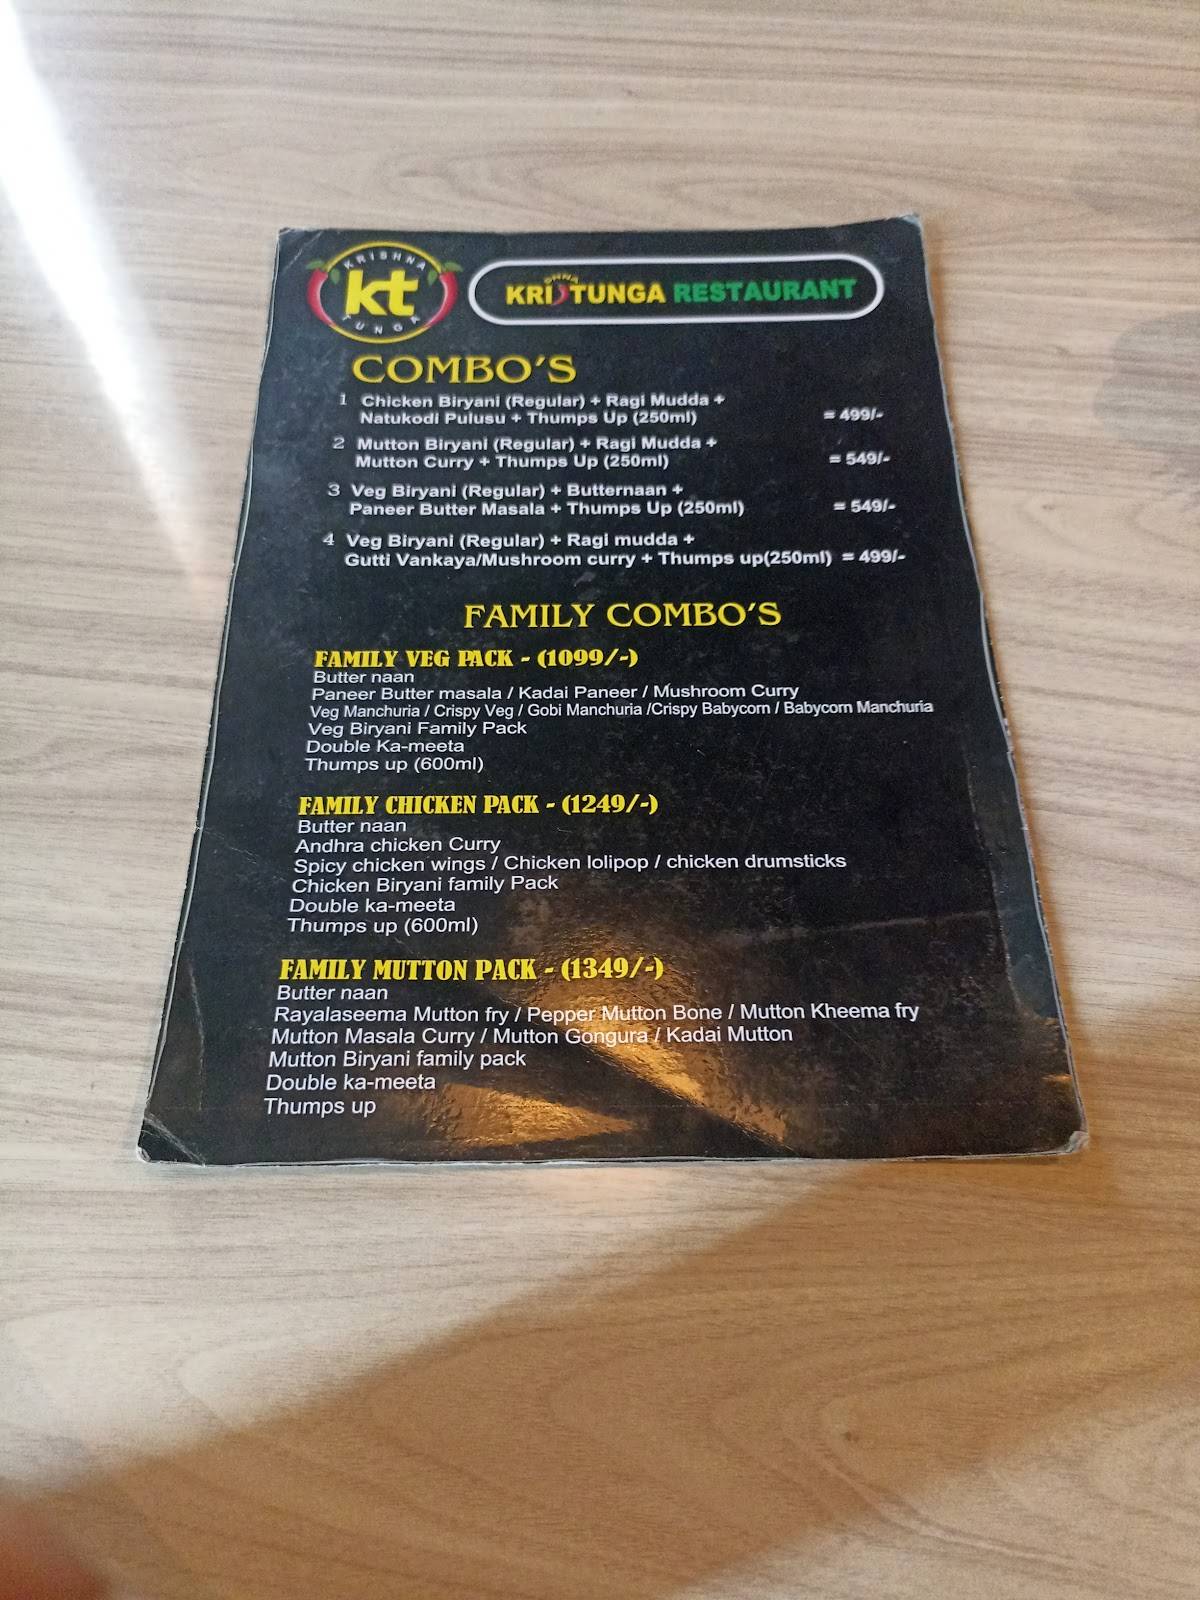 KRISHNA
kt
TUNGA
KRISHNA TUNGA RESTAURANT
COMBO'S
1 Chicken Biryani (Regular) + Ragi Mudda +
Natukodi Pulusu + Thumps Up (250ml) = 499/-
2 Mutton Biryani (Regular) + Ragi Mudda +
Mutton Curry + Thumps Up (250ml) = 549/-
3 Veg Biryani (Regular) + Butternaan +
Paneer Butter Masala + Thumps Up (250ml) = 549/-
4 Veg Biryani (Regular) + Ragi mudda +
Gutti Vankaya/Mushroom curry + Thumps up(250ml) = 499/-
FAMILY COMBO'S
FAMILY VEG PACK - (1099/-)
Butter naan
Paneer Butter masala / Kadai Paneer / Mushroom Curry
Veg Manchuria / Crispy Veg / Gobi Manchuria /Crispy Babycorn / Babycorn Manchuria
Veg Biryani Family Pack
Double Ka-meeta
Thumps up (600ml)
FAMILY CHICKEN PACK - (1249/-)
Butter naan
Andhra chicken Curry
Spicy chicken wings / Chicken lolipop / chicken drumsticks
Chicken Biryani family Pack
Double ka-meeta
Thumps up (600ml)
FAMILY MUTTON PACK - (1349/-)
Butter naan
Rayalaseema Mutton fry / Pepper Mutton Bone / Mutton Kheema fry
Mutton Masala Curry / Mutton Gongura / Kadai Mutton
Mutton Biryani family pack
Double ka-meeta
Thumps up